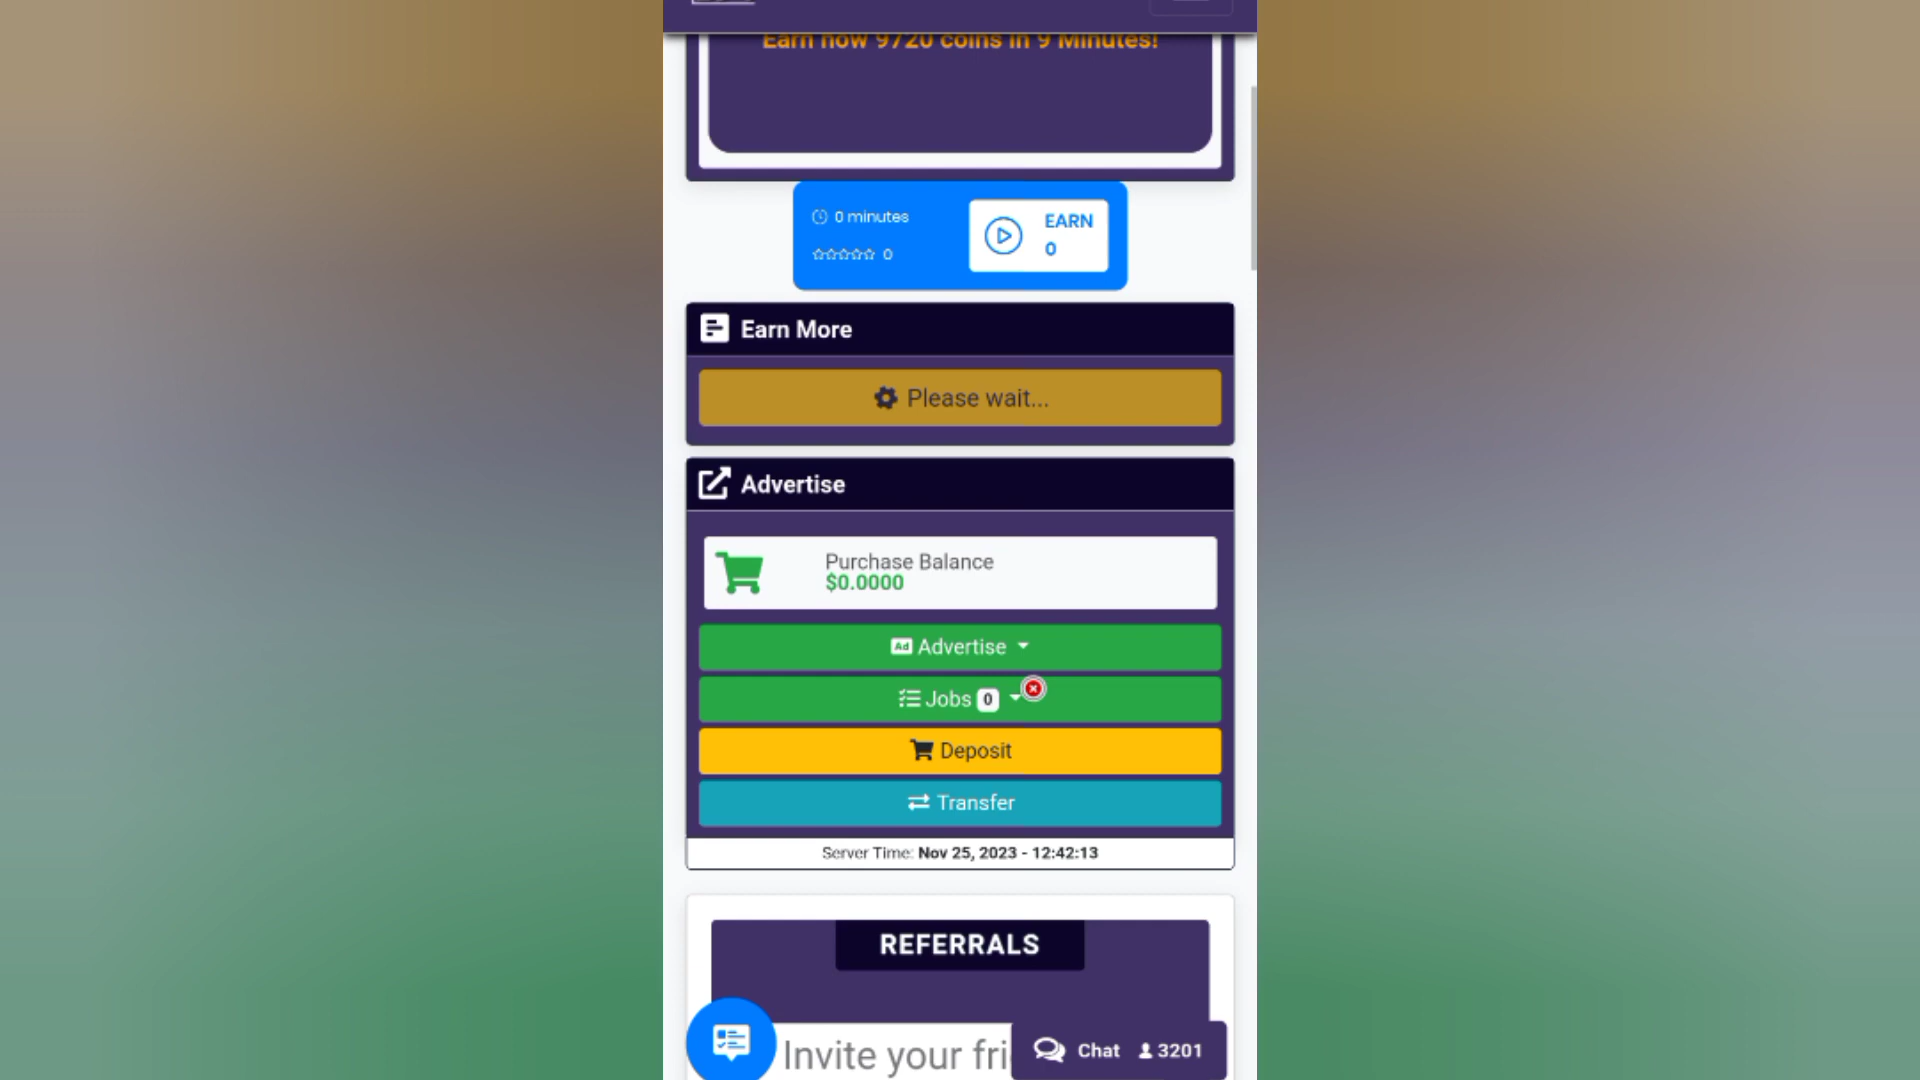 Earn now 9720 coins in 9 Minutes!
0 minutes
0
EARN
0
Earn More
Please wait...
Advertise
Purchase Balance
$0.0000
Ad Advertise
Jobs 0
Deposit
Transfer
Server Time: Nov 25, 2023 - 12:42:13
REFERRALS
Invite your fri
Chat 3201